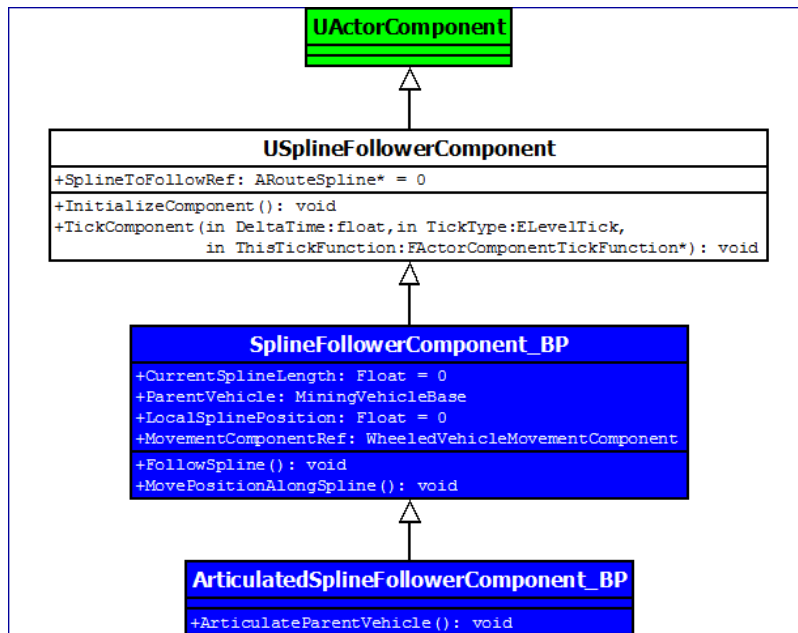 UActorComponent
USplineFollowerComponent
+SplineToFollowRef: ARouteSpline* = 0
+InitializeComponent(): void
+TickComponent(in DeltaTime:float,in TickType:ELevelTick,
in ThisTickFunction:FActorComponentTickFunction*): void
SplineFollowerComponent_BP
+CurrentSplineLength: Float = 0
+ParentVehicle: MiningVehicleBase
+LocalSplinePosition: Float = 0
+MovementComponentRef: WheeledVehicleMovementComponent
+FollowSpline(): void
+MovePositionAlongSpline(): void
ArticulatedSplineFollowerComponent_BP
+ArticulateParentVehicle(): void